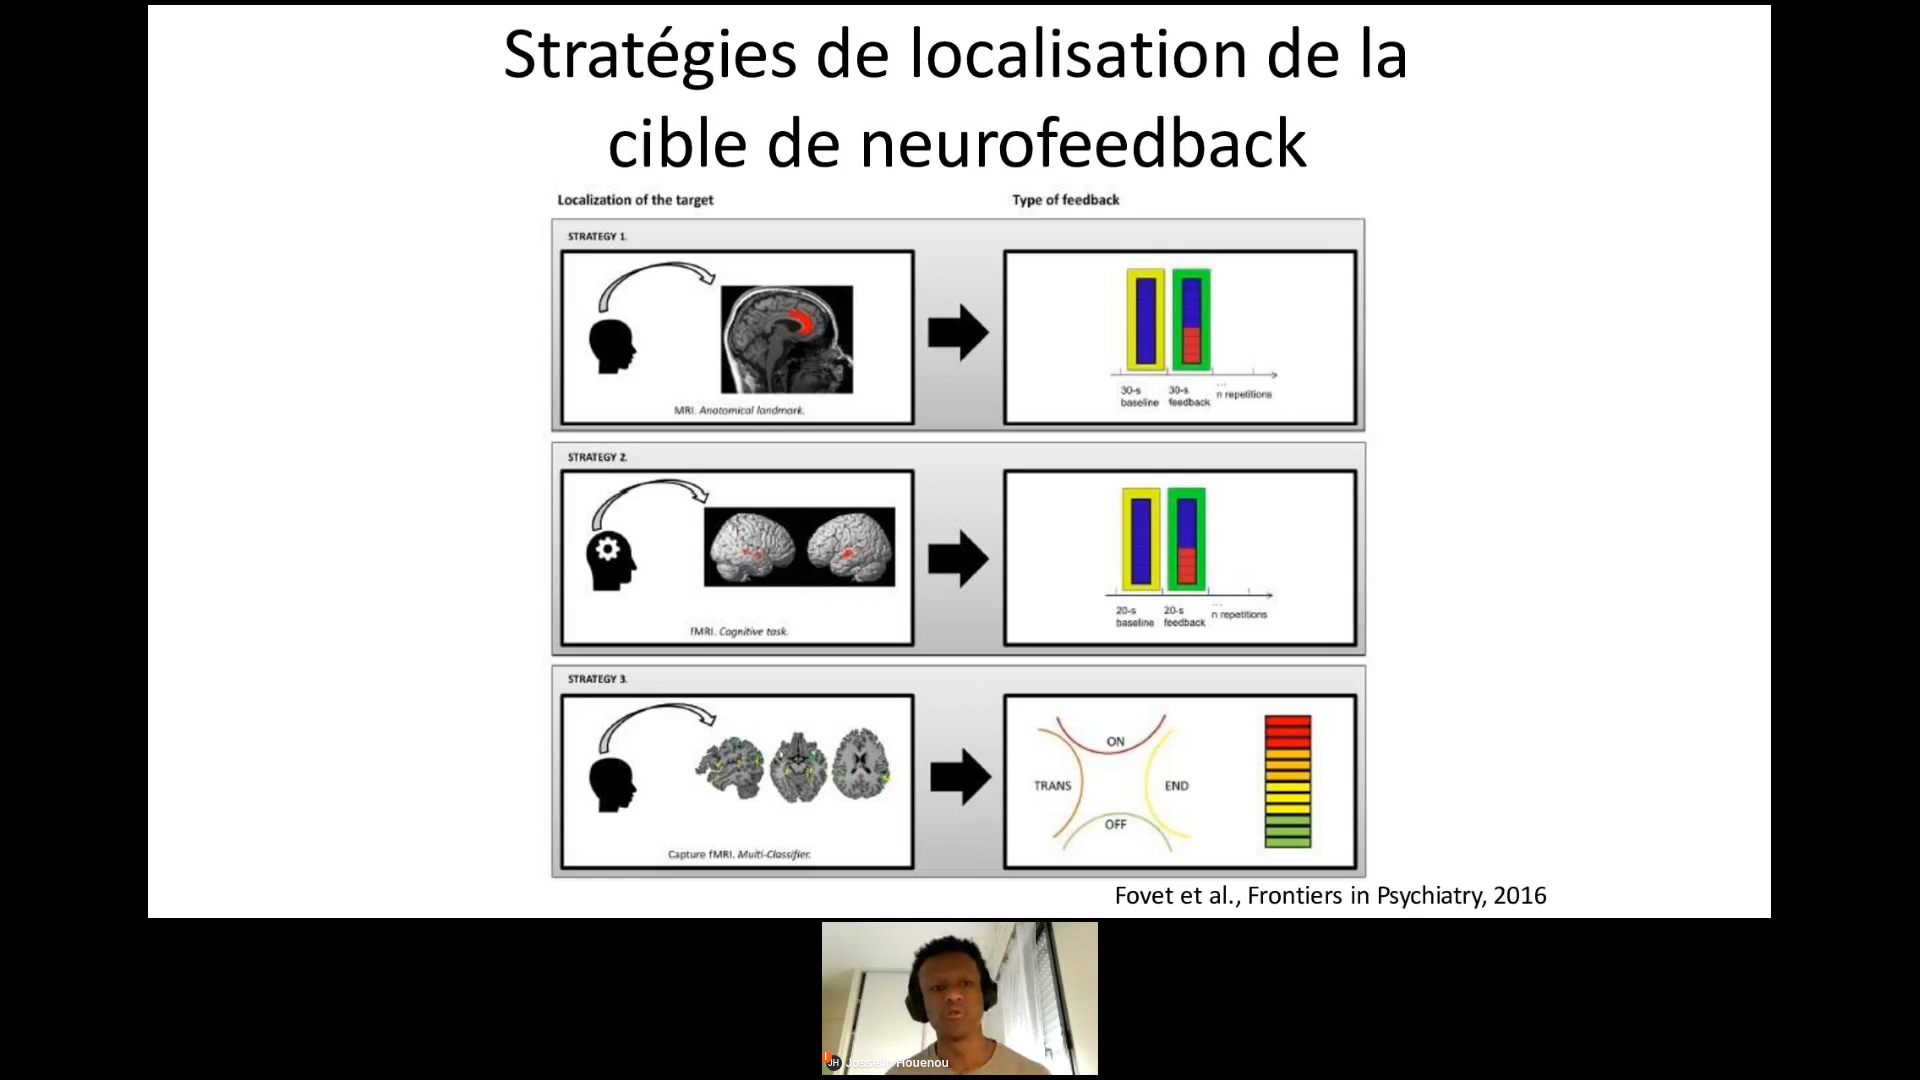 Stratégies de localisation de la
cible de neurofeedback
Localization of the target
Type of feedback
STRATEGY 1.
MRI. Anatomical landmark.
30-s baseline
30-s feedback
...
n repetitions
STRATEGY 2.
fMRI. Cognitive task.
20-s baseline
20-s feedback
...
n repetitions
STRATEGY 3.
Capture fMRI. Multi-Classifier.
ON
TRANS
END
OFF
Fovet et al., Frontiers in Psychiatry, 2016
JH Josselin Houenou